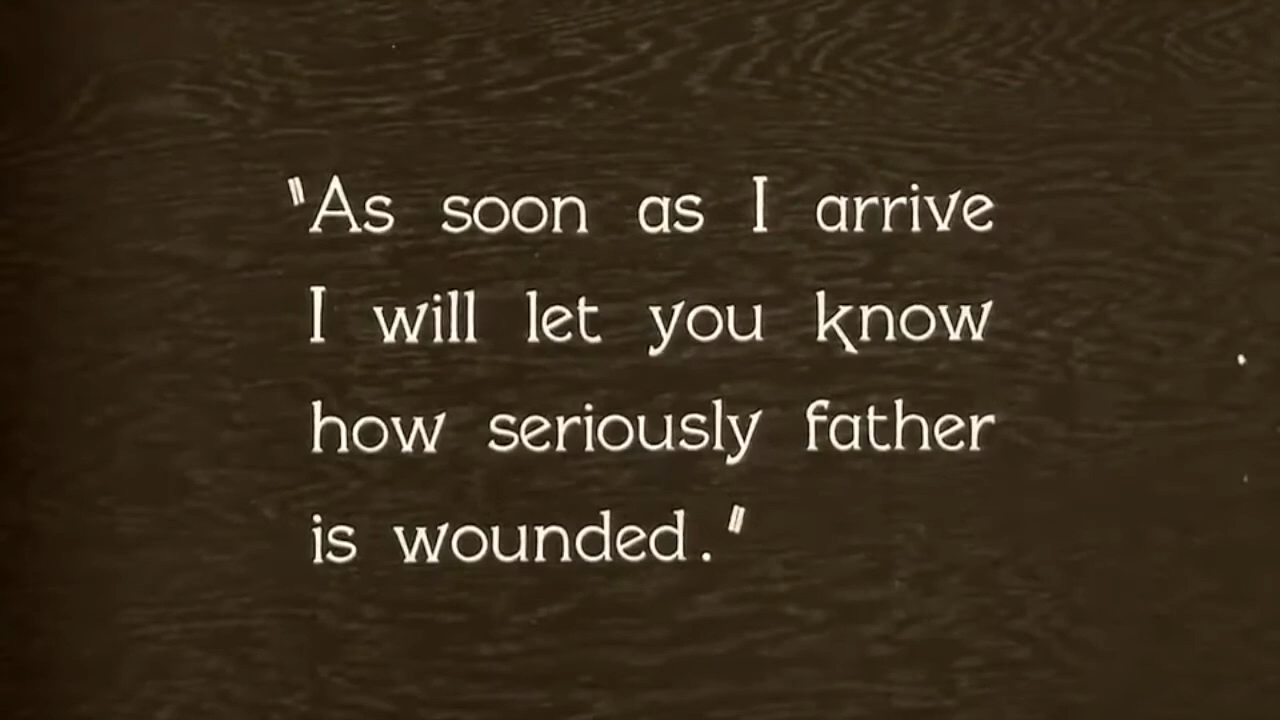 "As soon as I arrive
I will let you know
how seriously father
is wounded."